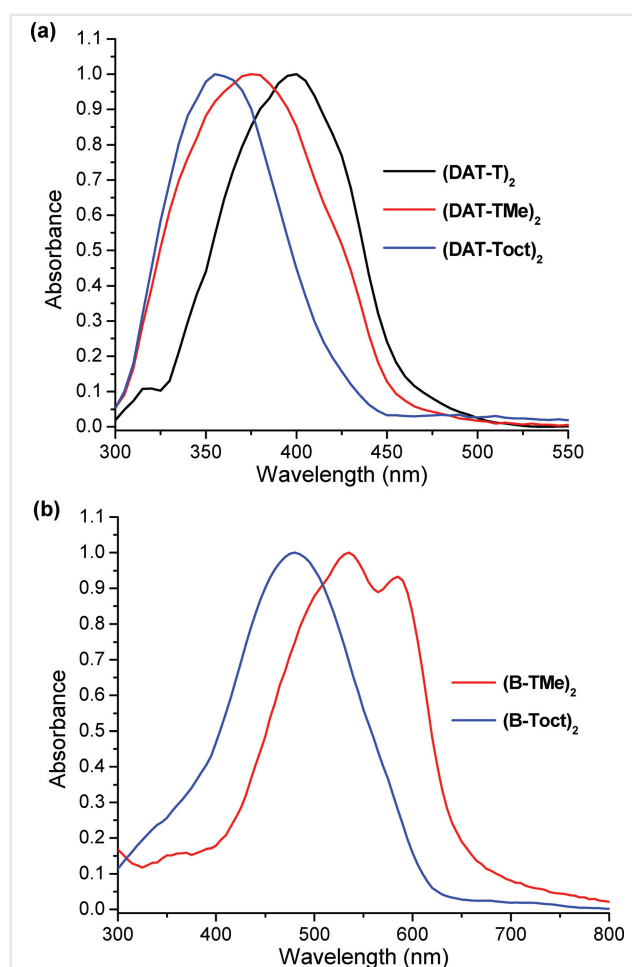 (a)
1.1
1.0
0.9
0.8
0.7
0.6
0.5
0.4
0.3
0.2
0.1
0.0
Absorbance
(DAT-T)₂
(DAT-TMe)₂
(DAT-Toct)₂
300 350 400 450 500 550
Wavelength (nm)
(b)
1.1
1.0
0.9
0.8
0.7
0.6
0.5
0.4
0.3
0.2
0.1
0.0
Absorbance
(B-TMe)₂
(B-Toct)₂
300 400 500 600 700 800
Wavelength (nm)